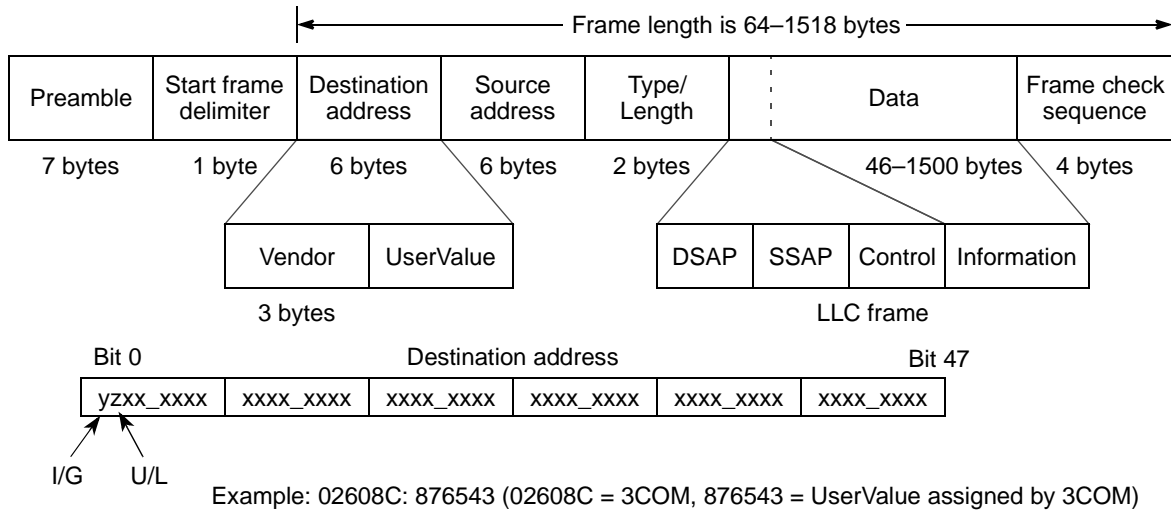 Frame length is 64–1518 bytes
Preamble
Start frame
delimiter
Destination
address
Source
address
Type/
Length
Data
Frame check
sequence
7 bytes
1 byte
6 bytes
6 bytes
2 bytes
46–1500 bytes
4 bytes
Vendor
UserValue
DSAP
SSAP
Control
Information
3 bytes
LLC frame
Bit 0
Destination address
Bit 47
yzxx_xxxx
xxxx_xxxx
xxxx_xxxx
xxxx_xxxx
xxxx_xxxx
xxxx_xxxx
I/G
U/L
Example: 02608C: 876543 (02608C = 3COM, 876543 = UserValue assigned by 3COM)